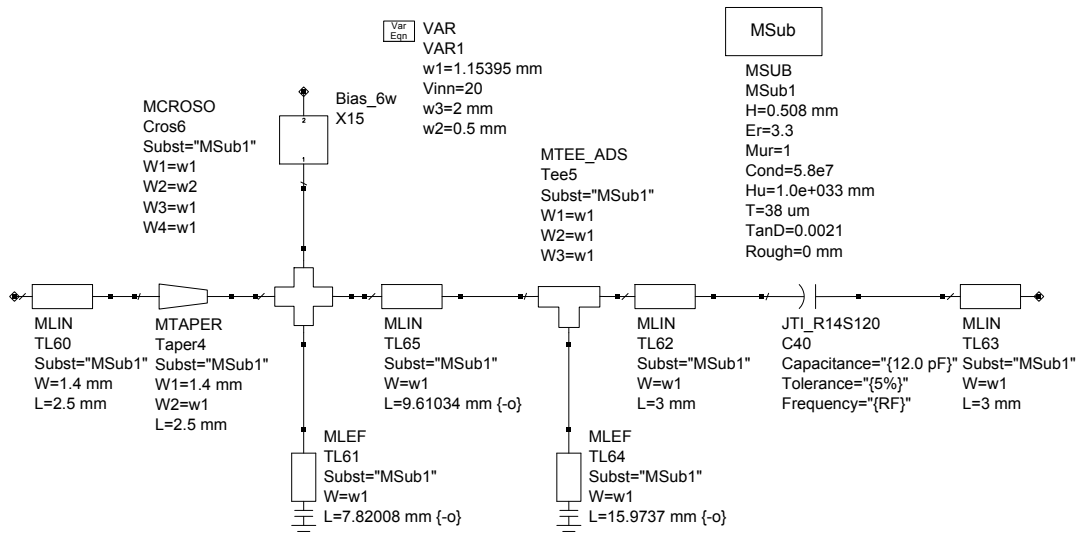 Var
Eqn
VAR
VAR1
w1=1.15395 mm
Vinn=20
w3=2 mm
w2=0.5 mm
MSub
MSUB
MSub1
H=0.508 mm
Er=3.3
Mur=1
Cond=5.8e7
Hu=1.0e+033 mm
T=38 um
TanD=0.0021
Rough=0 mm
MCROSO
Cros6
Subst="MSub1"
W1=w1
W2=w2
W3=w1
W4=w1
2
1
Bias_6w
X15
MTEE_ADS
Tee5
Subst="MSub1"
W1=w1
W2=w1
W3=w1
MLIN
TL60
Subst="MSub1"
W=1.4 mm
L=2.5 mm
MTAPER
Taper4
Subst="MSub1"
W1=1.4 mm
W2=w1
L=2.5 mm
MLIN
TL65
Subst="MSub1"
W=w1
L=9.61034 mm {-o}
MLIN
TL62
Subst="MSub1"
W=w1
L=3 mm
JTI_R14S120
C40
Capacitance="{12.0 pF}"
Tolerance="{5%}"
Frequency="{RF}"
MLIN
TL63
Subst="MSub1"
W=w1
L=3 mm
MLEF
TL61
Subst="MSub1"
W=w1
L=7.82008 mm {-o}
MLEF
TL64
Subst="MSub1"
W=w1
L=15.9737 mm {-o}